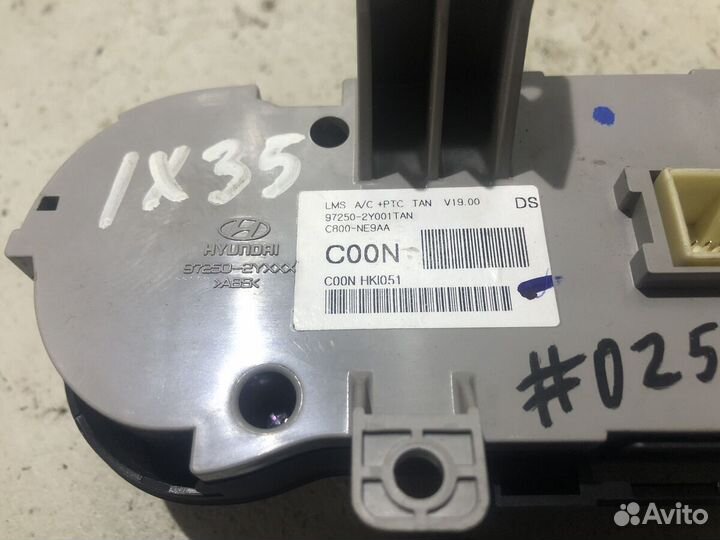 IX35
HYUNDAI
97250-2YXXX
>ABS<
LMS A/C +PTC TAN V19.00 DS
97250-2Y001TAN
C800-NE9AA
C00N
C00N HKI051
#025
Avito